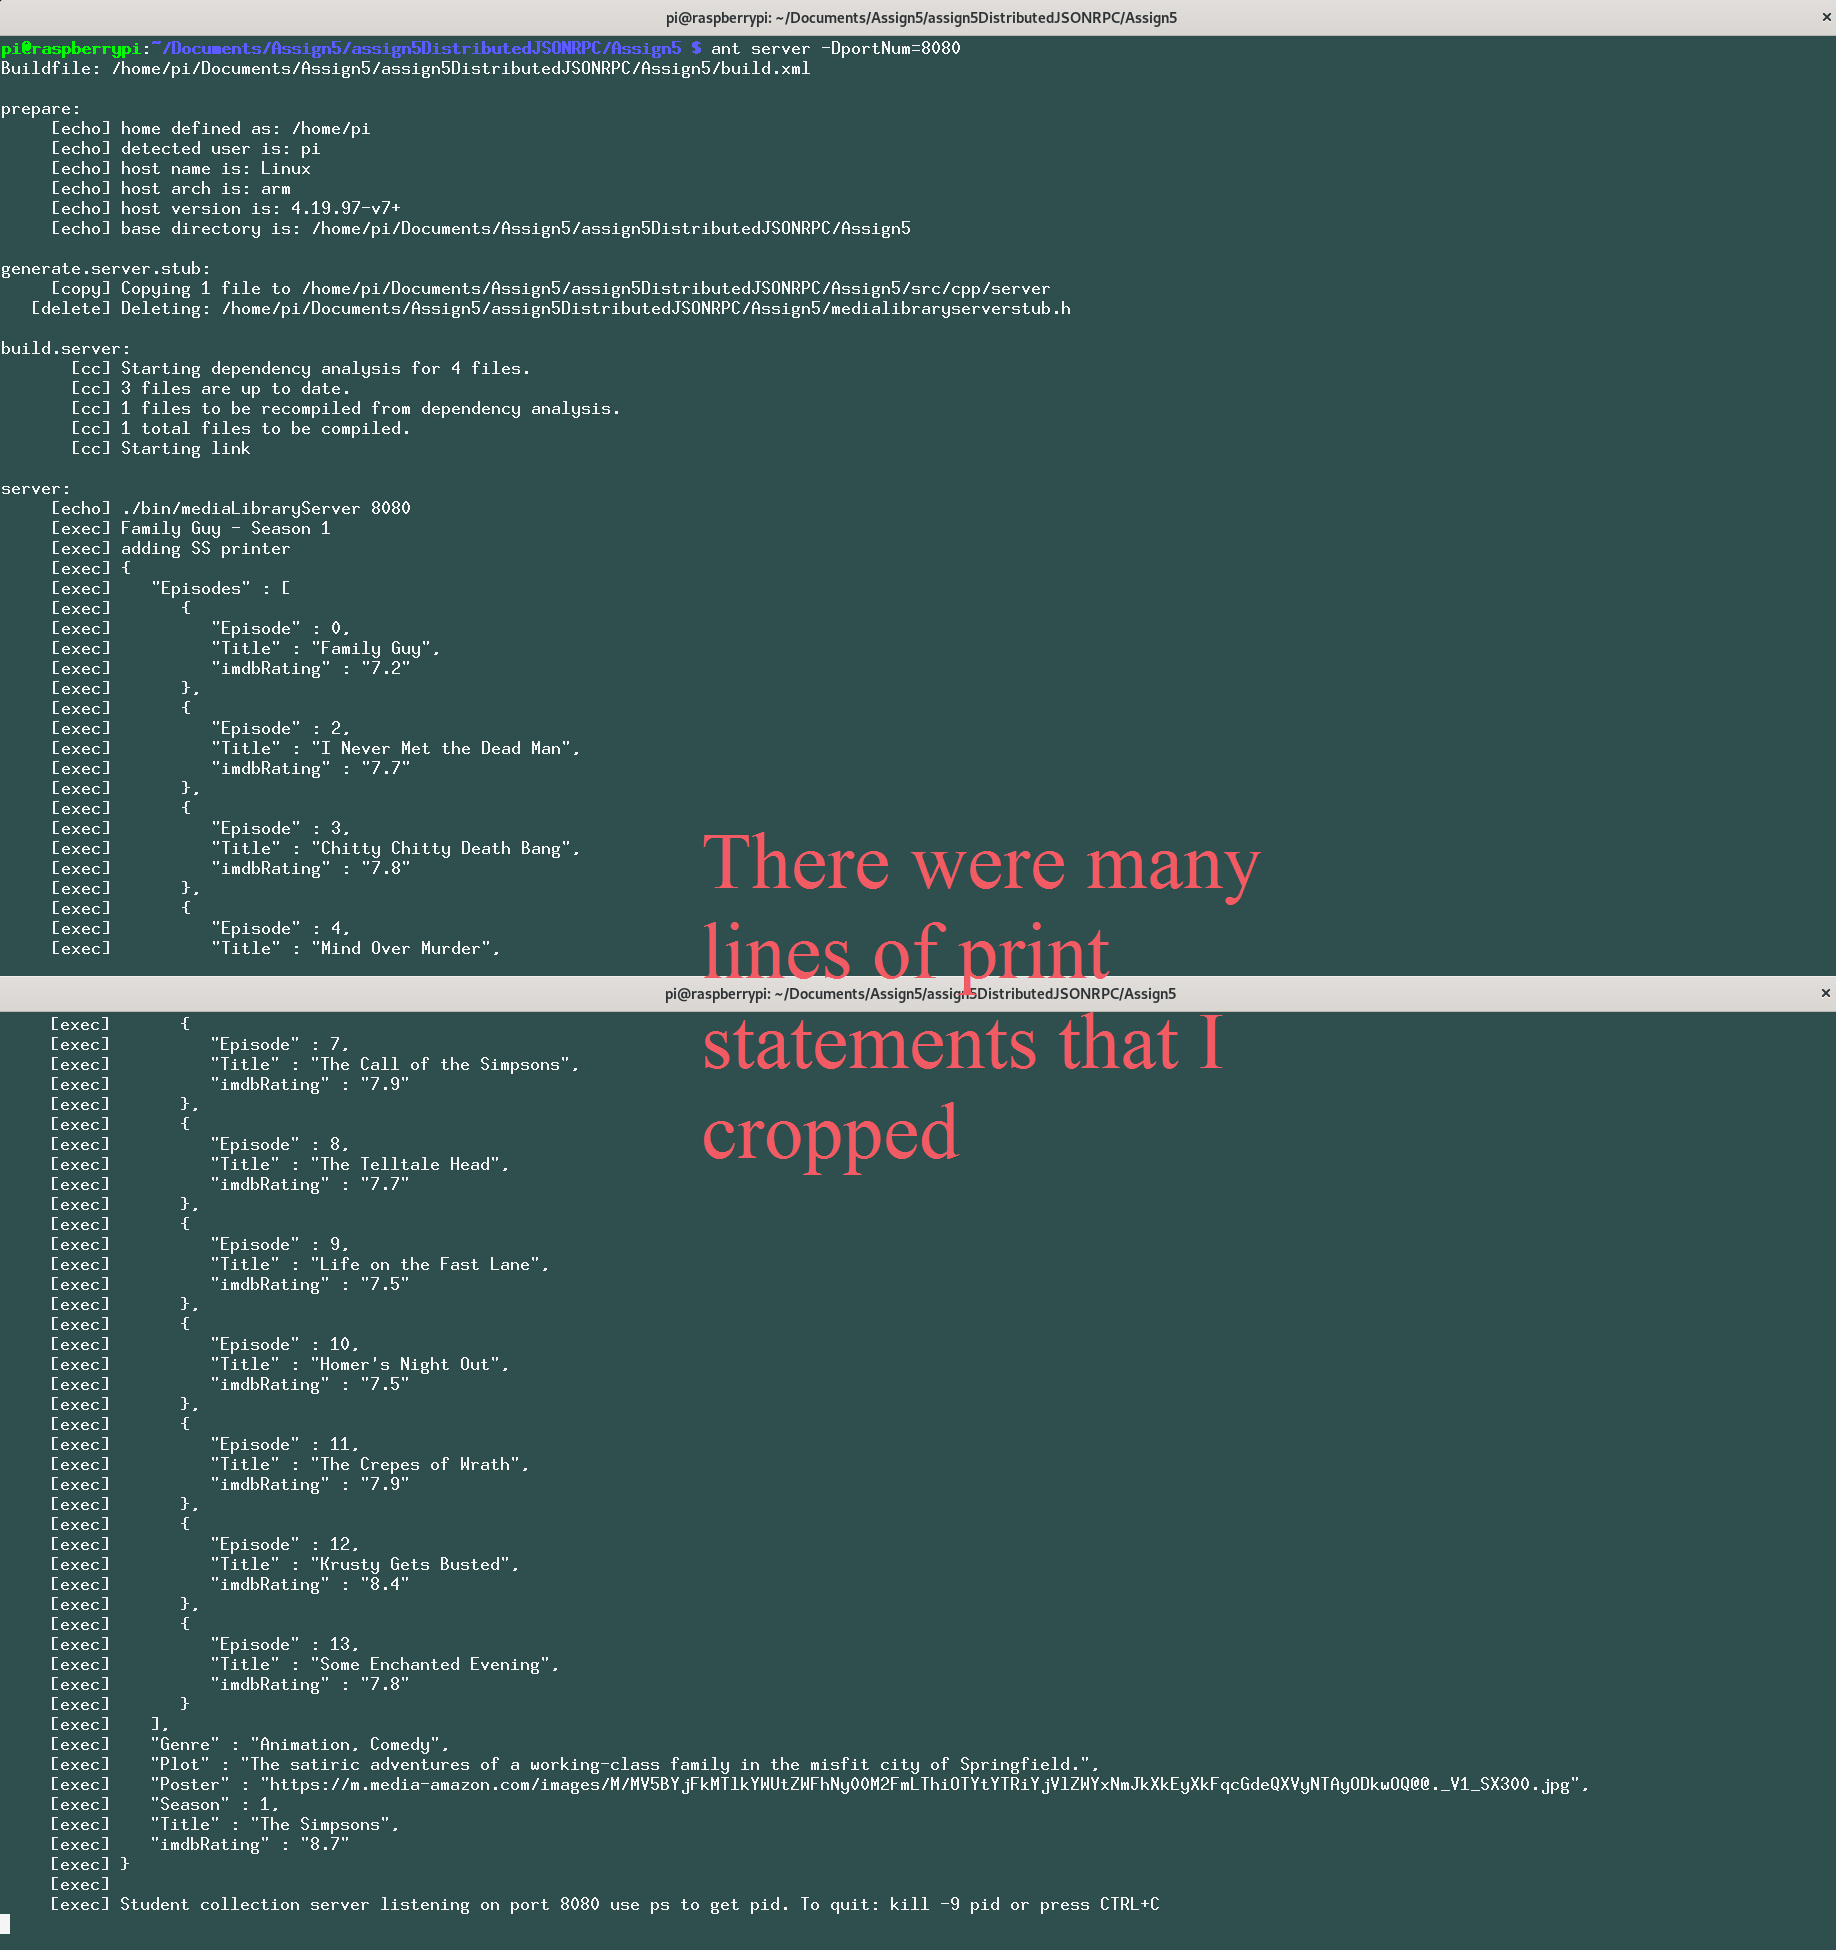 pi@raspberrypi: ~/Documents/Assign5/assign5DistributedJSONRPC/Assign5 ×
pi@raspberrypi:~/Documents/Assign5/assign5DistributedJSONRPC/Assign5 $ ant server -DportNum=8080
Buildfile: /home/pi/Documents/Assign5/assign5DistributedJSONRPC/Assign5/build.xml

prepare:
     [echo] home defined as: /home/pi
     [echo] detected user is: pi
     [echo] host name is: Linux
     [echo] host arch is: arm
     [echo] host version is: 4.19.97-v7+
     [echo] base directory is: /home/pi/Documents/Assign5/assign5DistributedJSONRPC/Assign5

generate.server.stub:
     [copy] Copying 1 file to /home/pi/Documents/Assign5/assign5DistributedJSONRPC/Assign5/src/cpp/server
   [delete] Deleting: /home/pi/Documents/Assign5/assign5DistributedJSONRPC/Assign5/medialibraryserverstub.h

build.server:
       [cc] Starting dependency analysis for 4 files.
       [cc] 3 files are up to date.
       [cc] 1 files to be recompiled from dependency analysis.
       [cc] 1 total files to be compiled.
       [cc] Starting link

server:
     [echo] ./bin/mediaLibraryServer 8080
     [exec] Family Guy - Season 1
     [exec] adding SS printer
     [exec] {
     [exec]    "Episodes" : [
     [exec]       {
     [exec]          "Episode" : 0,
     [exec]          "Title" : "Family Guy",
     [exec]          "imdbRating" : "7.2"
     [exec]       },
     [exec]       {
     [exec]          "Episode" : 2,
     [exec]          "Title" : "I Never Met the Dead Man",
     [exec]          "imdbRating" : "7.7"
     [exec]       },
     [exec]       {
     [exec]          "Episode" : 3,
     [exec]          "Title" : "Chitty Chitty Death Bang",
     [exec]          "imdbRating" : "7.8"
     [exec]       },
     [exec]       {
     [exec]          "Episode" : 4,
     [exec]          "Title" : "Mind Over Murder",
There were many
lines of print
statements that I
cropped
pi@raspberrypi: ~/Documents/Assign5/assign5DistributedJSONRPC/Assign5 ×
     [exec]       {
     [exec]          "Episode" : 7,
     [exec]          "Title" : "The Call of the Simpsons",
     [exec]          "imdbRating" : "7.9"
     [exec]       },
     [exec]       {
     [exec]          "Episode" : 8,
     [exec]          "Title" : "The Telltale Head",
     [exec]          "imdbRating" : "7.7"
     [exec]       },
     [exec]       {
     [exec]          "Episode" : 9,
     [exec]          "Title" : "Life on the Fast Lane",
     [exec]          "imdbRating" : "7.5"
     [exec]       },
     [exec]       {
     [exec]          "Episode" : 10,
     [exec]          "Title" : "Homer's Night Out",
     [exec]          "imdbRating" : "7.5"
     [exec]       },
     [exec]       {
     [exec]          "Episode" : 11,
     [exec]          "Title" : "The Crepes of Wrath",
     [exec]          "imdbRating" : "7.9"
     [exec]       },
     [exec]       {
     [exec]          "Episode" : 12,
     [exec]          "Title" : "Krusty Gets Busted",
     [exec]          "imdbRating" : "8.4"
     [exec]       },
     [exec]       {
     [exec]          "Episode" : 13,
     [exec]          "Title" : "Some Enchanted Evening",
     [exec]          "imdbRating" : "7.8"
     [exec]       }
     [exec]    ],
     [exec]    "Genre" : "Animation, Comedy",
     [exec]    "Plot" : "The satiric adventures of a working-class family in the misfit city of Springfield.",
     [exec]    "Poster" : "https://m.media-amazon.com/images/M/MV5BYjFkMTlkYWUtZWFhNy00M2FmLThiOTYtYTRiYjVlZWYxNmJkXkEyXkFqcGdeQXVyNTAyODkwOQ@@._V1_SX300.jpg",
     [exec]    "Season" : 1,
     [exec]    "Title" : "The Simpsons",
     [exec]    "imdbRating" : "8.7"
     [exec] }
     [exec]
     [exec] Student collection server listening on port 8080 use ps to get pid. To quit: kill -9 pid or press CTRL+C